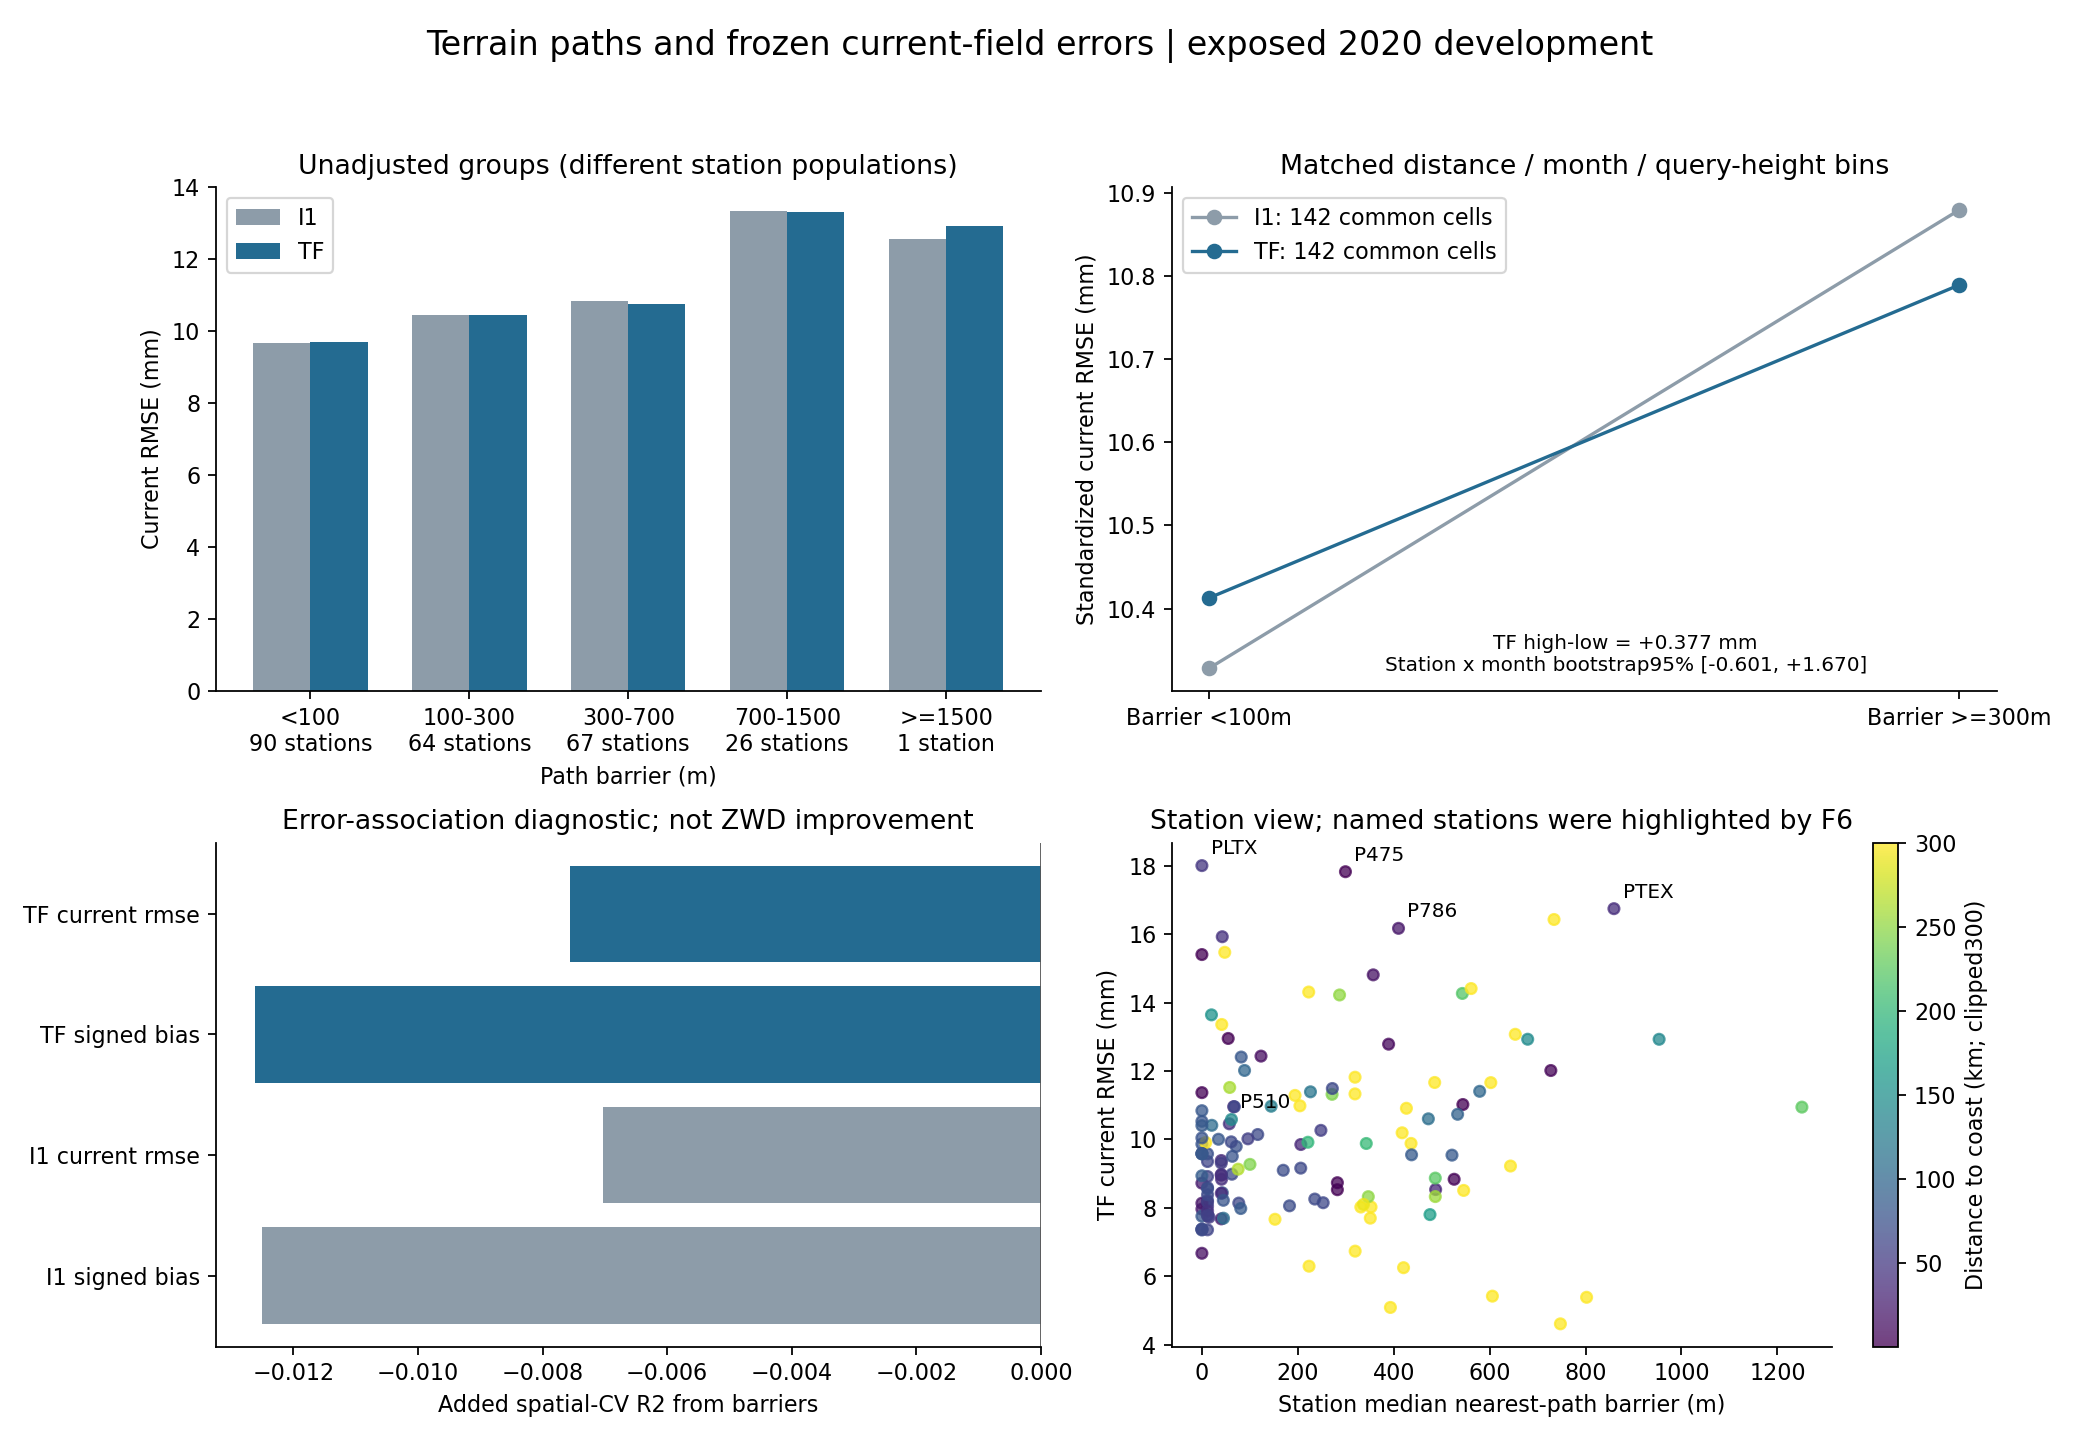 Terrain paths and frozen current-field errors | exposed 2020 development
Unadjusted groups (different station populations)
14
12
10
8
6
4
2
0
Current RMSE (mm)
I1
TF
<100
90 stations
100-300
64 stations
300-700
67 stations
700-1500
26 stations
>=1500
1 station
Path barrier (m)
Matched distance / month / query-height bins
10.9
10.8
10.7
10.6
10.5
10.4
Standardized current RMSE (mm)
I1: 142 common cells
TF: 142 common cells
TF high-low = +0.377 mm
Station x month bootstrap95% [-0.601, +1.670]
Barrier <100m
Barrier >=300m
Error-association diagnostic; not ZWD improvement
TF current rmse
TF signed bias
I1 current rmse
I1 signed bias
−0.012
−0.010
−0.008
−0.006
−0.004
−0.002
0.000
Added spatial-CV R2 from barriers
Station view; named stations were highlighted by F6
18
16
14
12
10
8
6
4
TF current RMSE (mm)
PLTX
P475
PTEX
P786
P510
0
200
400
600
800
1000
1200
Station median nearest-path barrier (m)
300
250
200
150
100
50
Distance to coast (km; clipped300)